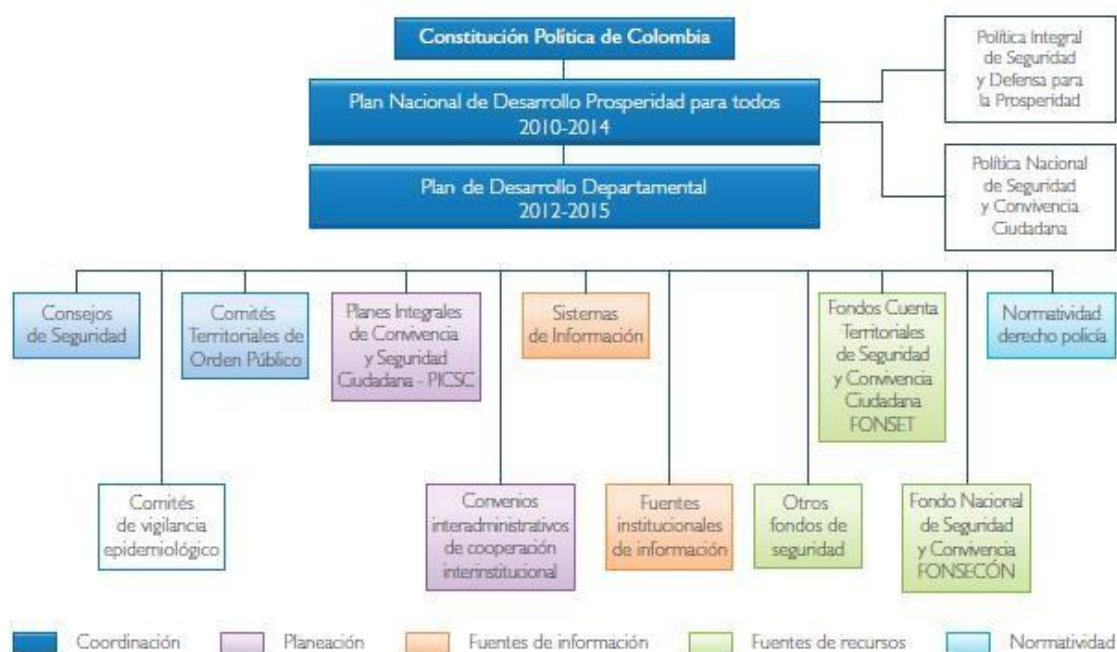 Constitución Política de Colombia
Plan Nacional de Desarrollo Prosperidad para todos
2010-2014
Plan de Desarrollo Departamental
2012-2015
Política Integral
de Seguridad
y Defensa para
la Prosperidad
Política Nacional
de Seguridad
y Convivencia
Ciudadana
Consejos
de Seguridad
Comités
Territoriales de
Orden Público
Planes Integrales
de Convivencia
y Seguridad
Ciudadana - PICSC
Sistemas
de Información
Fondos Cuenta
Territoriales
de Seguridad
y Convivencia
Ciudadana
FONSET
Normatividad
derecho policía
Comités
de vigilancia
epidemiológico
Convenios
interadministrativos
de cooperación
interinstitucional
Fuentes
institucionales
de información
Otros
fondos de
seguridad
Fondo Nacional
de Seguridad
y Convivencia
FONSECÓN
Coordinación
Planeación
Fuentes de información
Fuentes de recursos
Normatividad